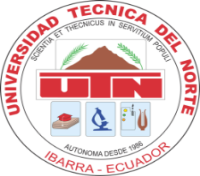 UNIVERSIDAD TECNICA DEL NORTE
SCIENTIA ET THECNICUS IN SERVITIUM POPULI
UTN
AUTONOMA DESDE 1986
IBARRA - ECUADOR